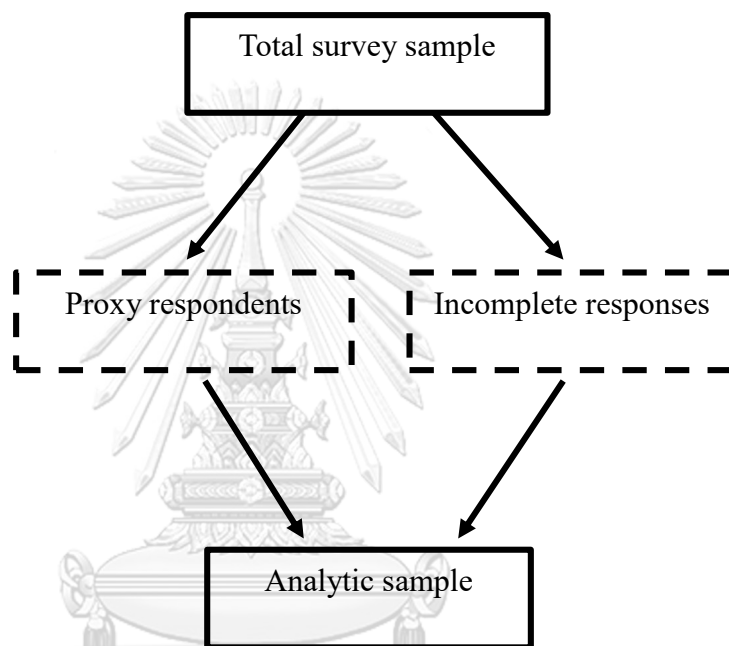 Total survey sample
Proxy respondents
Incomplete responses
Analytic sample